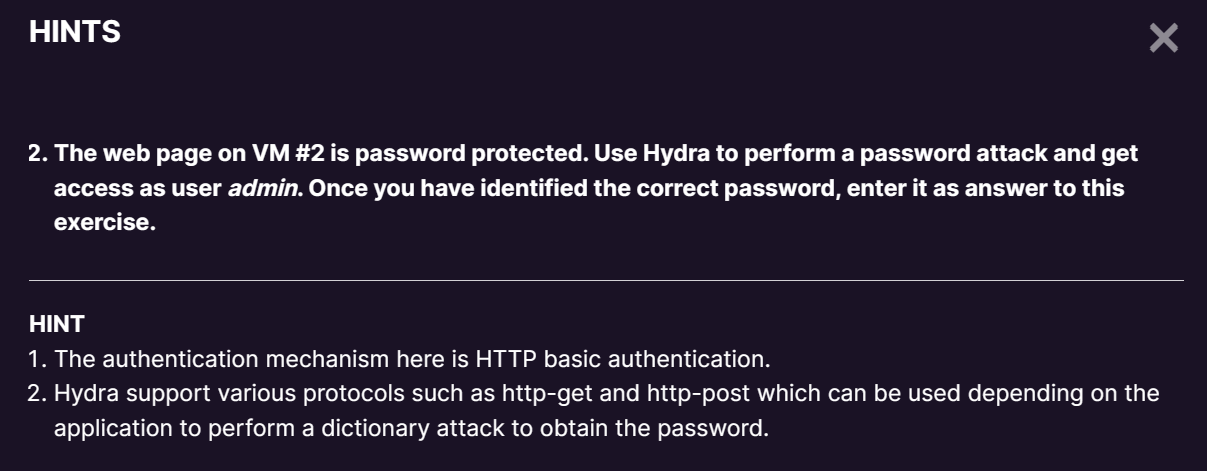 HINTS
2. The web page on VM #2 is password protected. Use Hydra to perform a password attack and get
access as user admin. Once you have identified the correct password, enter it as answer to this
exercise.
HINT
1. The authentication mechanism here is HTTP basic authentication.
2. Hydra support various protocols such as http-get and http-post which can be used depending on the
application to perform a dictionary attack to obtain the password.